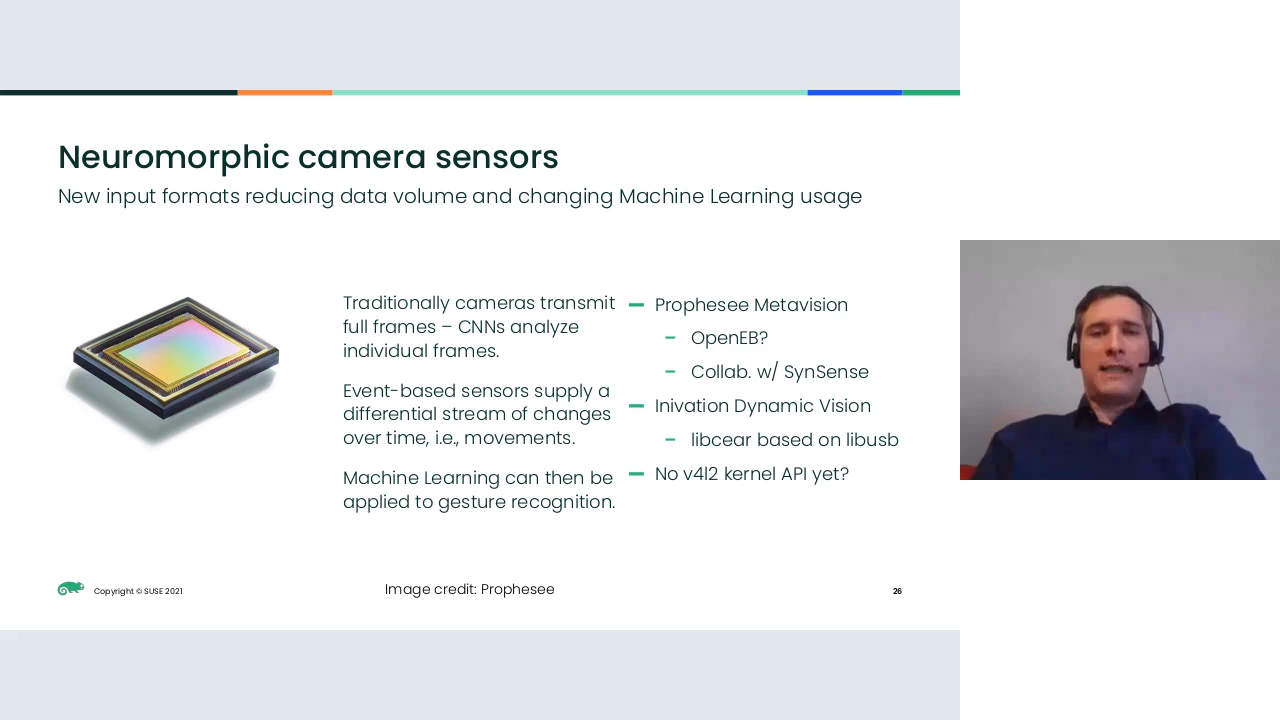 Neuromorphic camera sensors
New input formats reducing data volume and changing Machine Learning usage
Traditionally cameras transmit
full frames – CNNs analyze
individual frames.
Event-based sensors supply a
differential stream of changes
over time, i.e., movements.
Machine Learning can then be
applied to gesture recognition.
Prophesee Metavision
OpenEB?
Collab. w/ SynSense
Inivation Dynamic Vision
libcear based on libusb
No v4l2 kernel API yet?
Copyright © SUSE 2021
Image credit: Prophesee
26